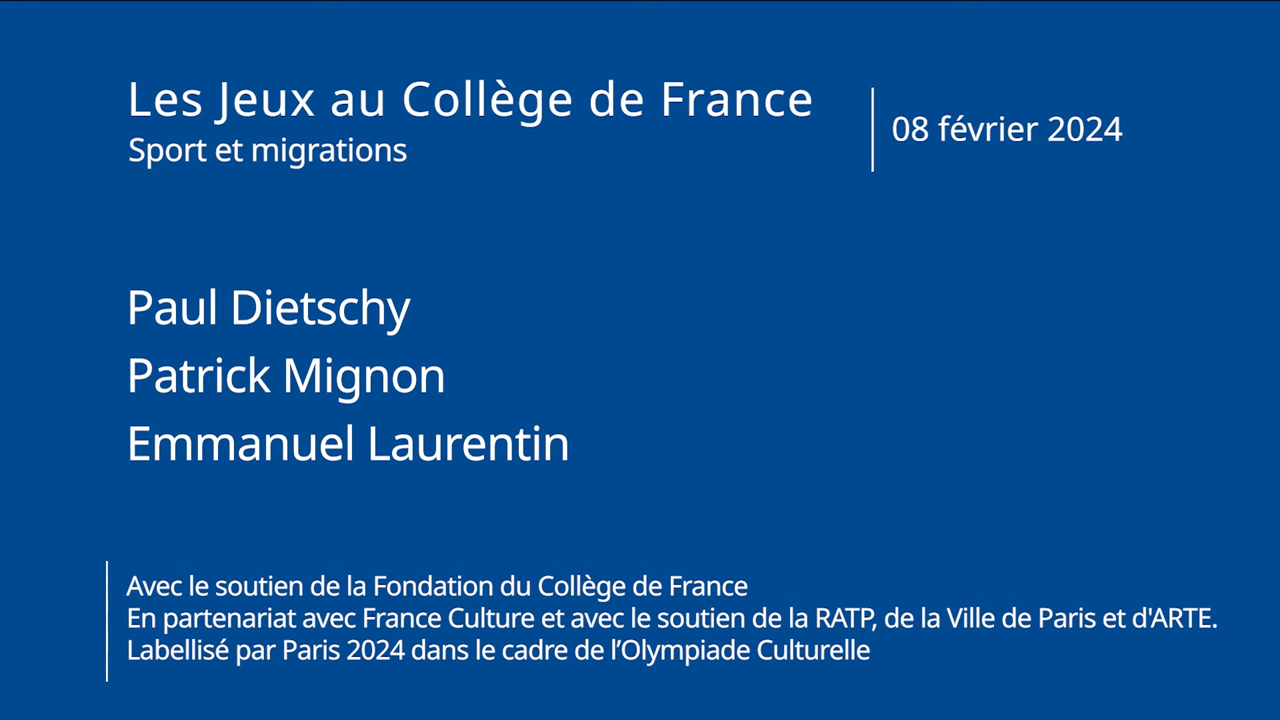 Les Jeux au Collège de France
Sport et migrations
08 février 2024
Paul Dietschy
Patrick Mignon
Emmanuel Laurentin
Avec le soutien de la Fondation du Collège de France
En partenariat avec France Culture et avec le soutien de la RATP, de la Ville de Paris et d'ARTE.
Labellisé par Paris 2024 dans le cadre de l’Olympiade Culturelle